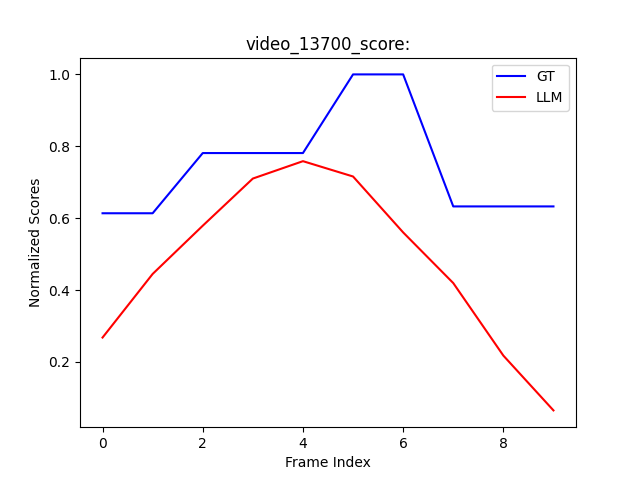 video_13700_score:
GT
LLM
1.0
0.8
0.6
0.4
0.2
Normalized Scores
0 2 4 6 8
Frame Index